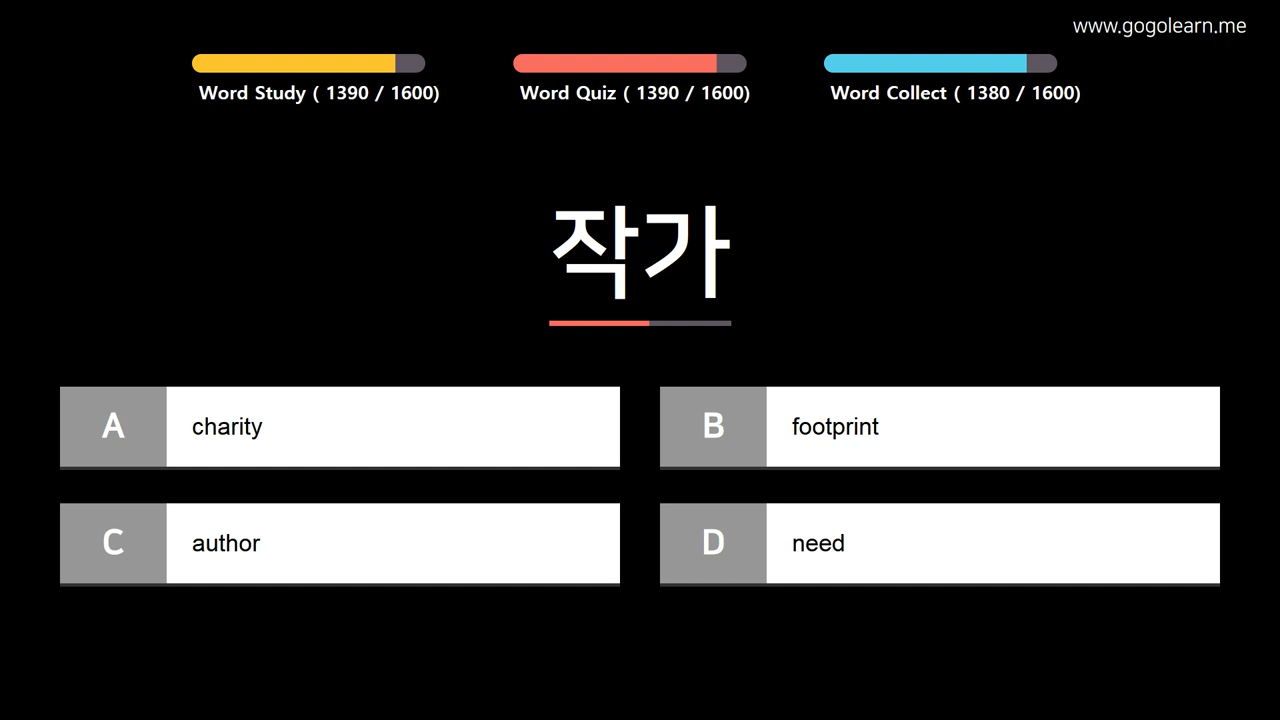 www.gogolearn.me
Word Study ( 1390 / 1600)
Word Quiz ( 1390 / 1600)
Word Collect ( 1380 / 1600)
작가
A
charity
B
footprint
C
author
D
need